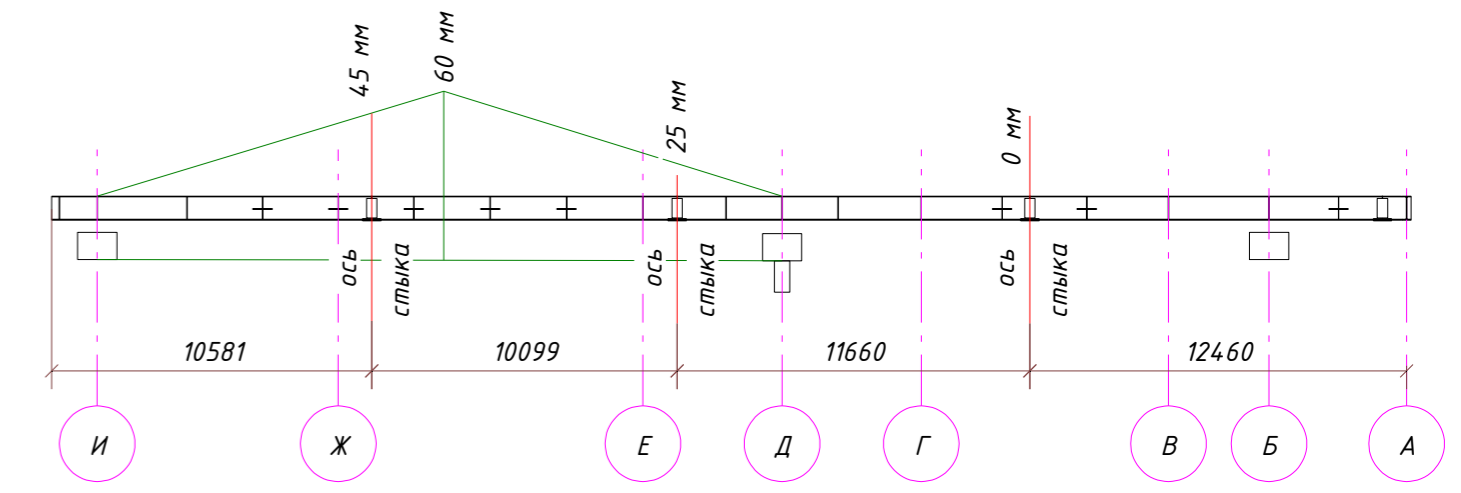 45 мм
60 мм
25 мм
0 мм
ось
стыка
ось
стыка
ось
стыка
10581
10099
11660
12460
И
Ж
Е
Д
Г
В
Б
А